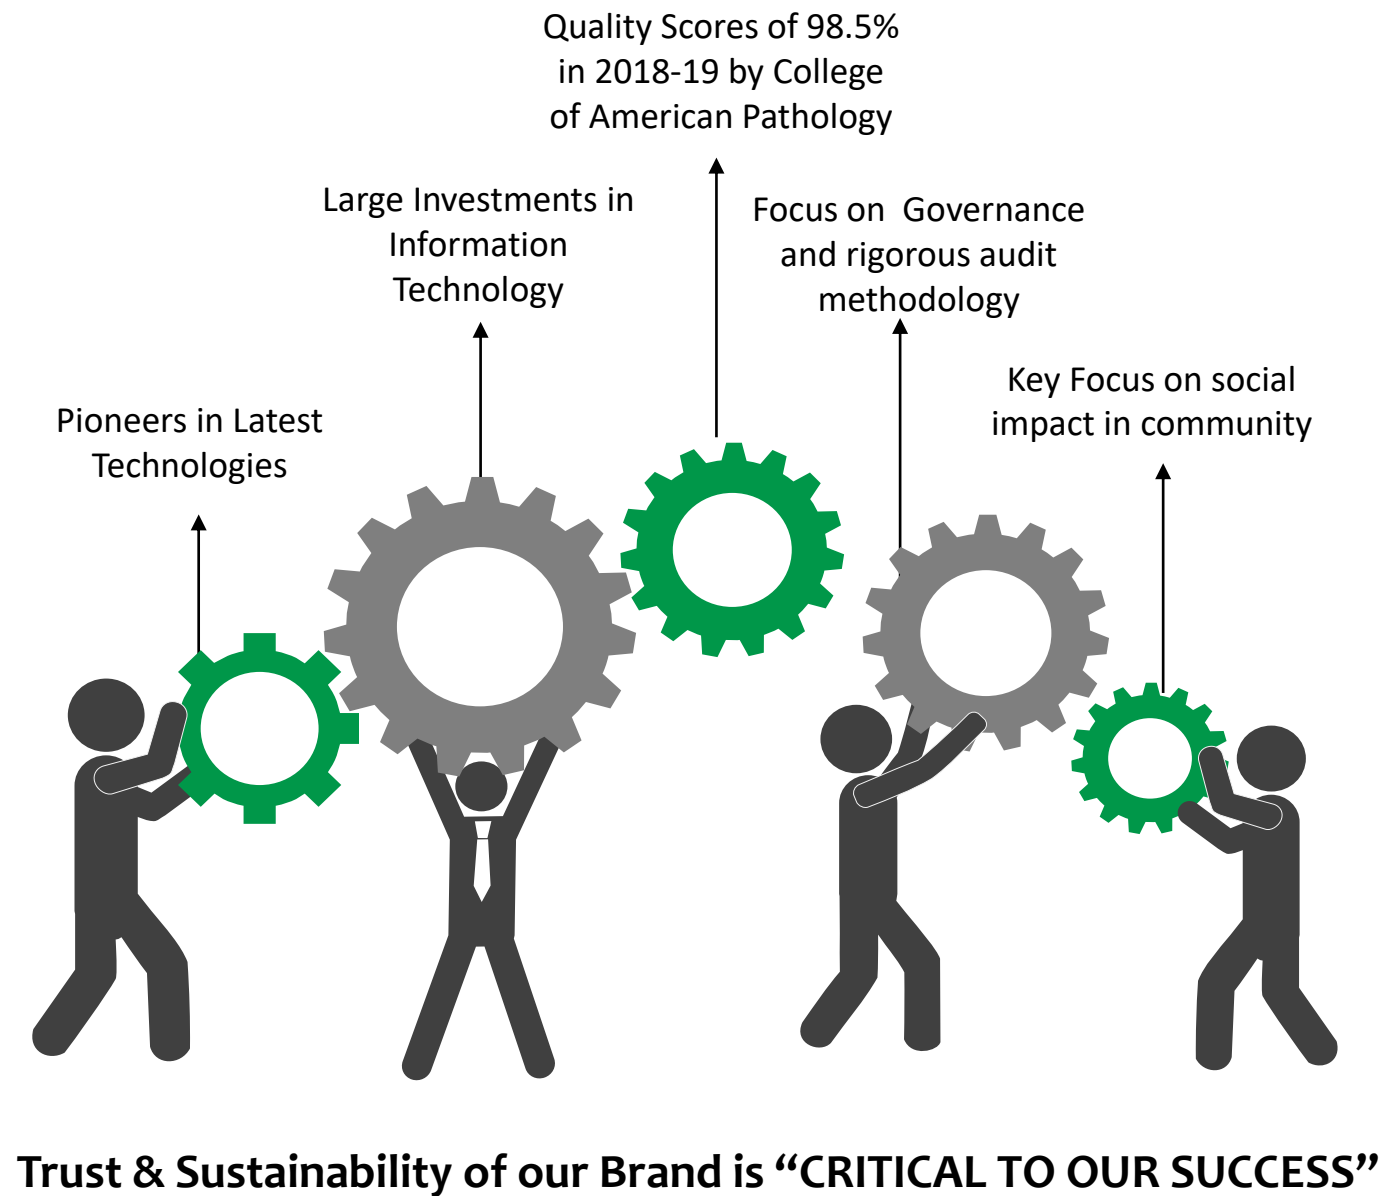 Quality Scores of 98.5%
in 2018-19 by College
of American Pathology
Large Investments in
Information
Technology
Focus on  Governance
and rigorous audit
methodology
Key Focus on social
impact in community
Pioneers in Latest
Technologies
Trust & Sustainability of our Brand is “CRITICAL TO OUR SUCCESS”